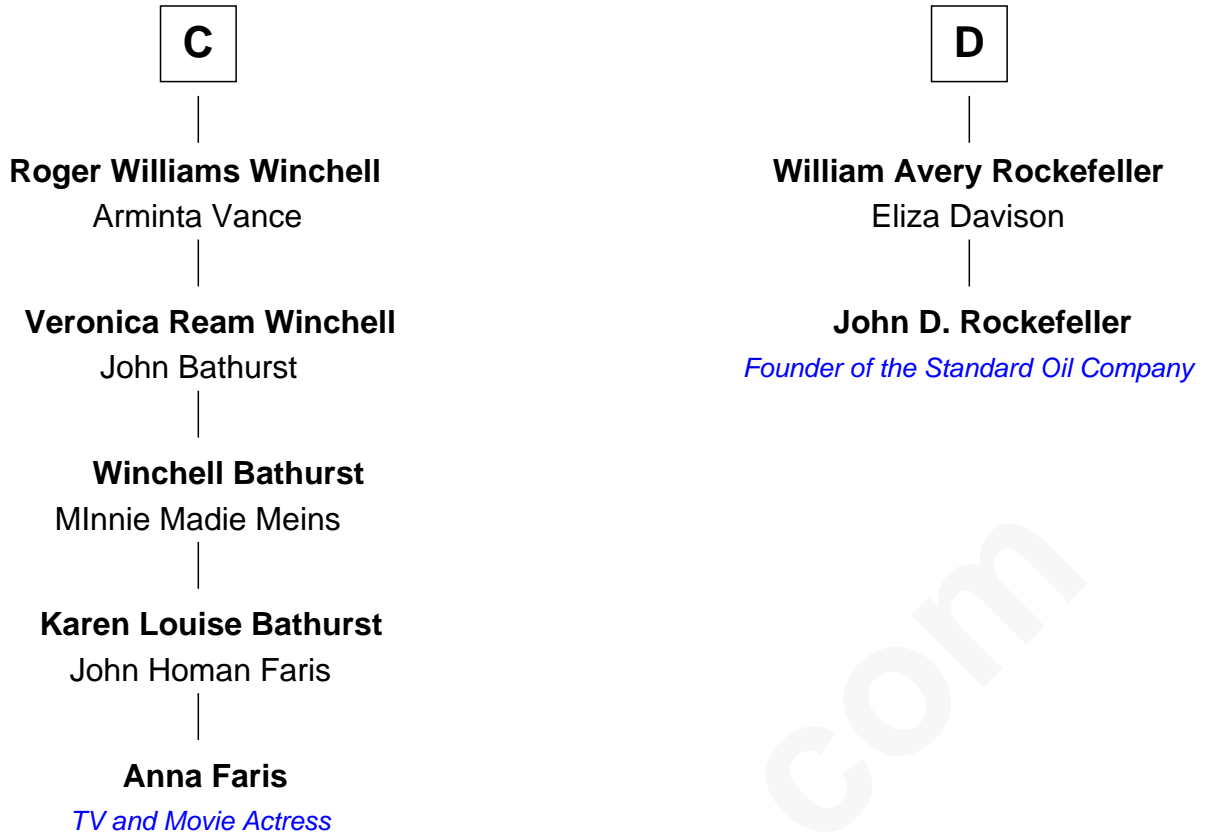 C
D
Roger Williams Winchell
Arminta Vance
William Avery Rockefeller
Eliza Davison
Veronica Ream Winchell
John Bathurst
John D. Rockefeller
Founder of the Standard Oil Company
Winchell Bathurst
MInnie Madie Meins
Karen Louise Bathurst
John Homan Faris
Anna Faris
TV and Movie Actress
com